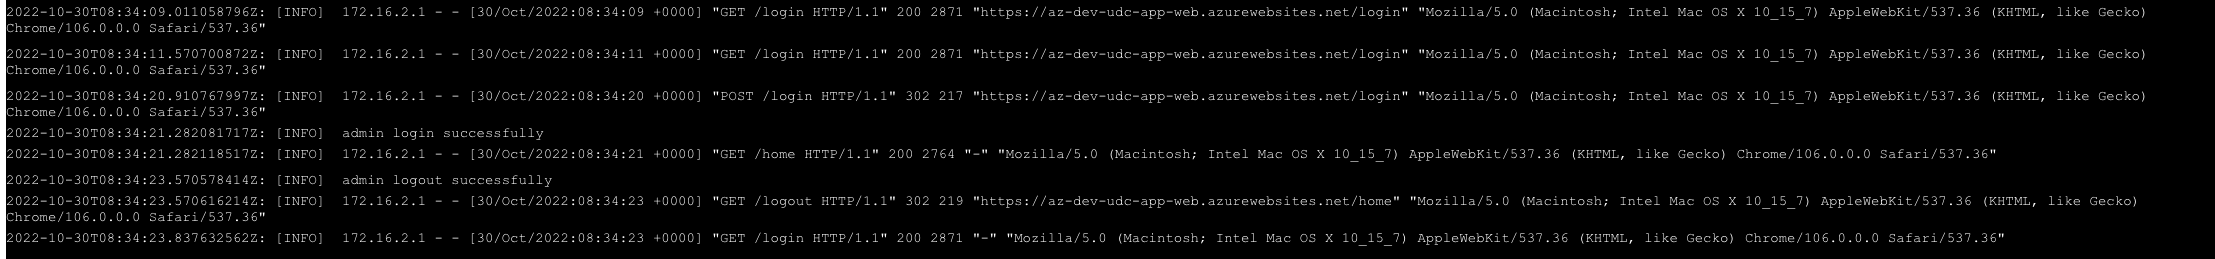 2022-10-30T08:34:09.011058796Z: [INFO]  172.16.2.1 - - [30/Oct/2022:08:34:09 +0000] "GET /login HTTP/1.1" 200 2871 "https://az-dev-udc-app-web.azurewebsites.net/login" "Mozilla/5.0 (Macintosh; Intel Mac OS X 10_15_7) AppleWebKit/537.36 (KHTML, like Gecko)
Chrome/106.0.0.0 Safari/537.36"
2022-10-30T08:34:11.570700872Z: [INFO]  172.16.2.1 - - [30/Oct/2022:08:34:11 +0000] "GET /login HTTP/1.1" 200 2871 "https://az-dev-udc-app-web.azurewebsites.net/login" "Mozilla/5.0 (Macintosh; Intel Mac OS X 10_15_7) AppleWebKit/537.36 (KHTML, like Gecko)
Chrome/106.0.0.0 Safari/537.36"
2022-10-30T08:34:20.910767997Z: [INFO]  172.16.2.1 - - [30/Oct/2022:08:34:20 +0000] "POST /login HTTP/1.1" 302 217 "https://az-dev-udc-app-web.azurewebsites.net/login" "Mozilla/5.0 (Macintosh; Intel Mac OS X 10_15_7) AppleWebKit/537.36 (KHTML, like Gecko)
Chrome/106.0.0.0 Safari/537.36"
2022-10-30T08:34:21.282081717Z: [INFO]  admin login successfully
2022-10-30T08:34:21.282118517Z: [INFO]  172.16.2.1 - - [30/Oct/2022:08:34:21 +0000] "GET /home HTTP/1.1" 200 2764 "-" "Mozilla/5.0 (Macintosh; Intel Mac OS X 10_15_7) AppleWebKit/537.36 (KHTML, like Gecko) Chrome/106.0.0.0 Safari/537.36"
2022-10-30T08:34:23.570578414Z: [INFO]  admin logout successfully
2022-10-30T08:34:23.570616214Z: [INFO]  172.16.2.1 - - [30/Oct/2022:08:34:23 +0000] "GET /logout HTTP/1.1" 302 219 "https://az-dev-udc-app-web.azurewebsites.net/home" "Mozilla/5.0 (Macintosh; Intel Mac OS X 10_15_7) AppleWebKit/537.36 (KHTML, like Gecko)
Chrome/106.0.0.0 Safari/537.36"
2022-10-30T08:34:23.837632562Z: [INFO]  172.16.2.1 - - [30/Oct/2022:08:34:23 +0000] "GET /login HTTP/1.1" 200 2871 "-" "Mozilla/5.0 (Macintosh; Intel Mac OS X 10_15_7) AppleWebKit/537.36 (KHTML, like Gecko) Chrome/106.0.0.0 Safari/537.36"